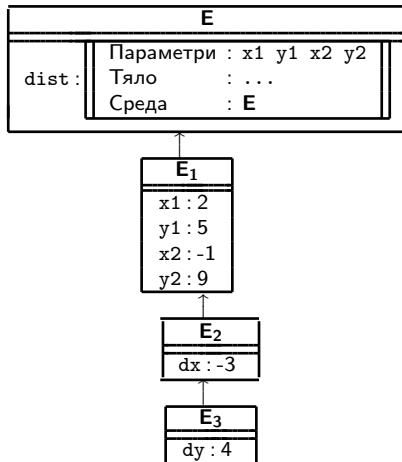 E
dist : Параметри : x1 y1 x2 y2
Тяло : ...
Среда : E
E₁
x1 : 2
y1 : 5
x2 : -1
y2 : 9
E₂
dx : -3
E₃
dy : 4